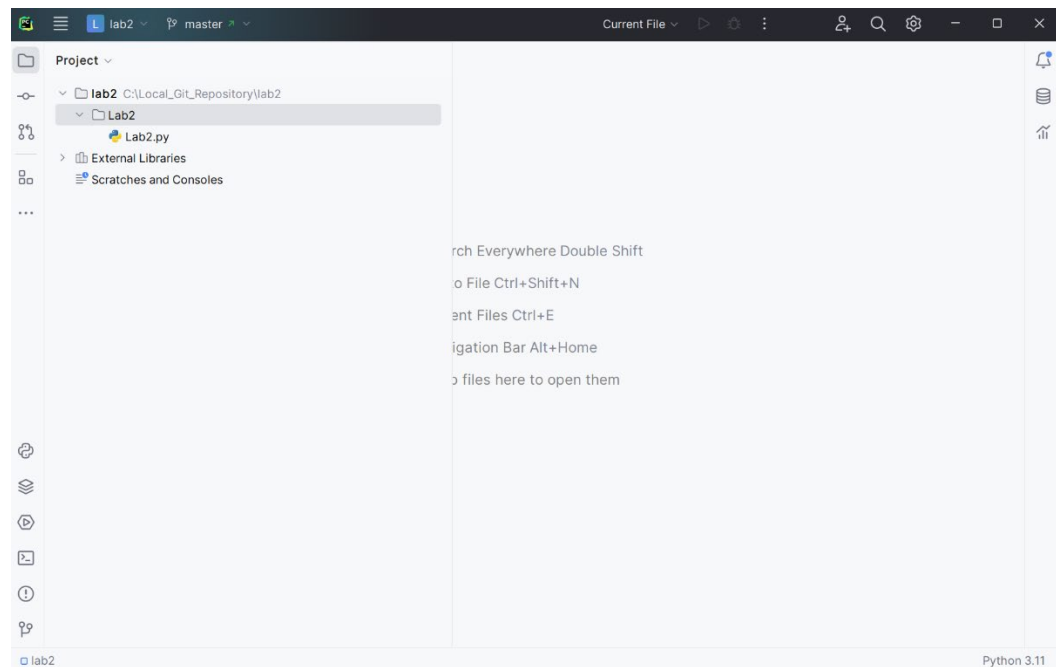 PC
L lab2 master Current File
Project
lab2 C:\Local_Git_Repository\lab2
Lab2
Lab2.py
External Libraries
Scratches and Consoles
rch Everywhere Double Shift
o File Ctrl+Shift+N
ent Files Ctrl+E
igation Bar Alt+Home
files here to open them
lab2 Python 3.11